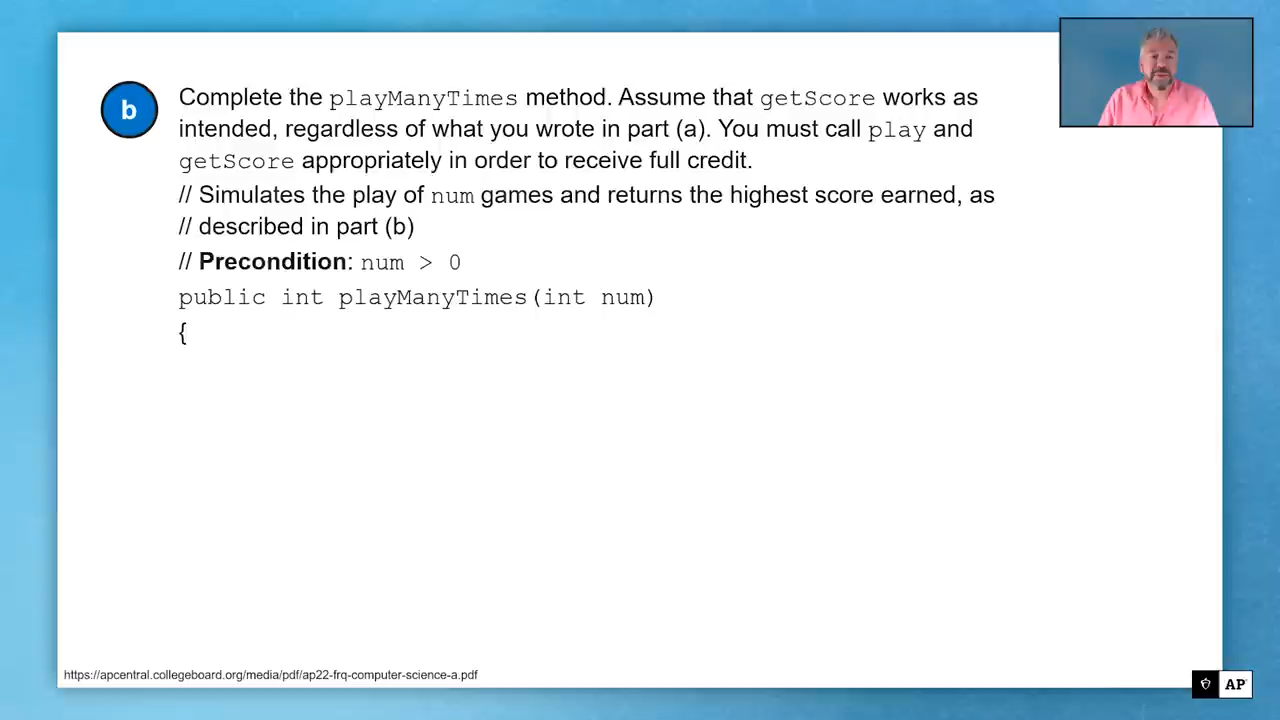 b
Complete the playManyTimes method. Assume that getScore works as
intended, regardless of what you wrote in part (a). You must call play and
getScore appropriately in order to receive full credit.
// Simulates the play of num games and returns the highest score earned, as
// described in part (b)
// Precondition: num > 0
public int playManyTimes(int num)
{
https://apcentral.collegeboard.org/media/pdf/ap22-frq-computer-science-a.pdf
AP